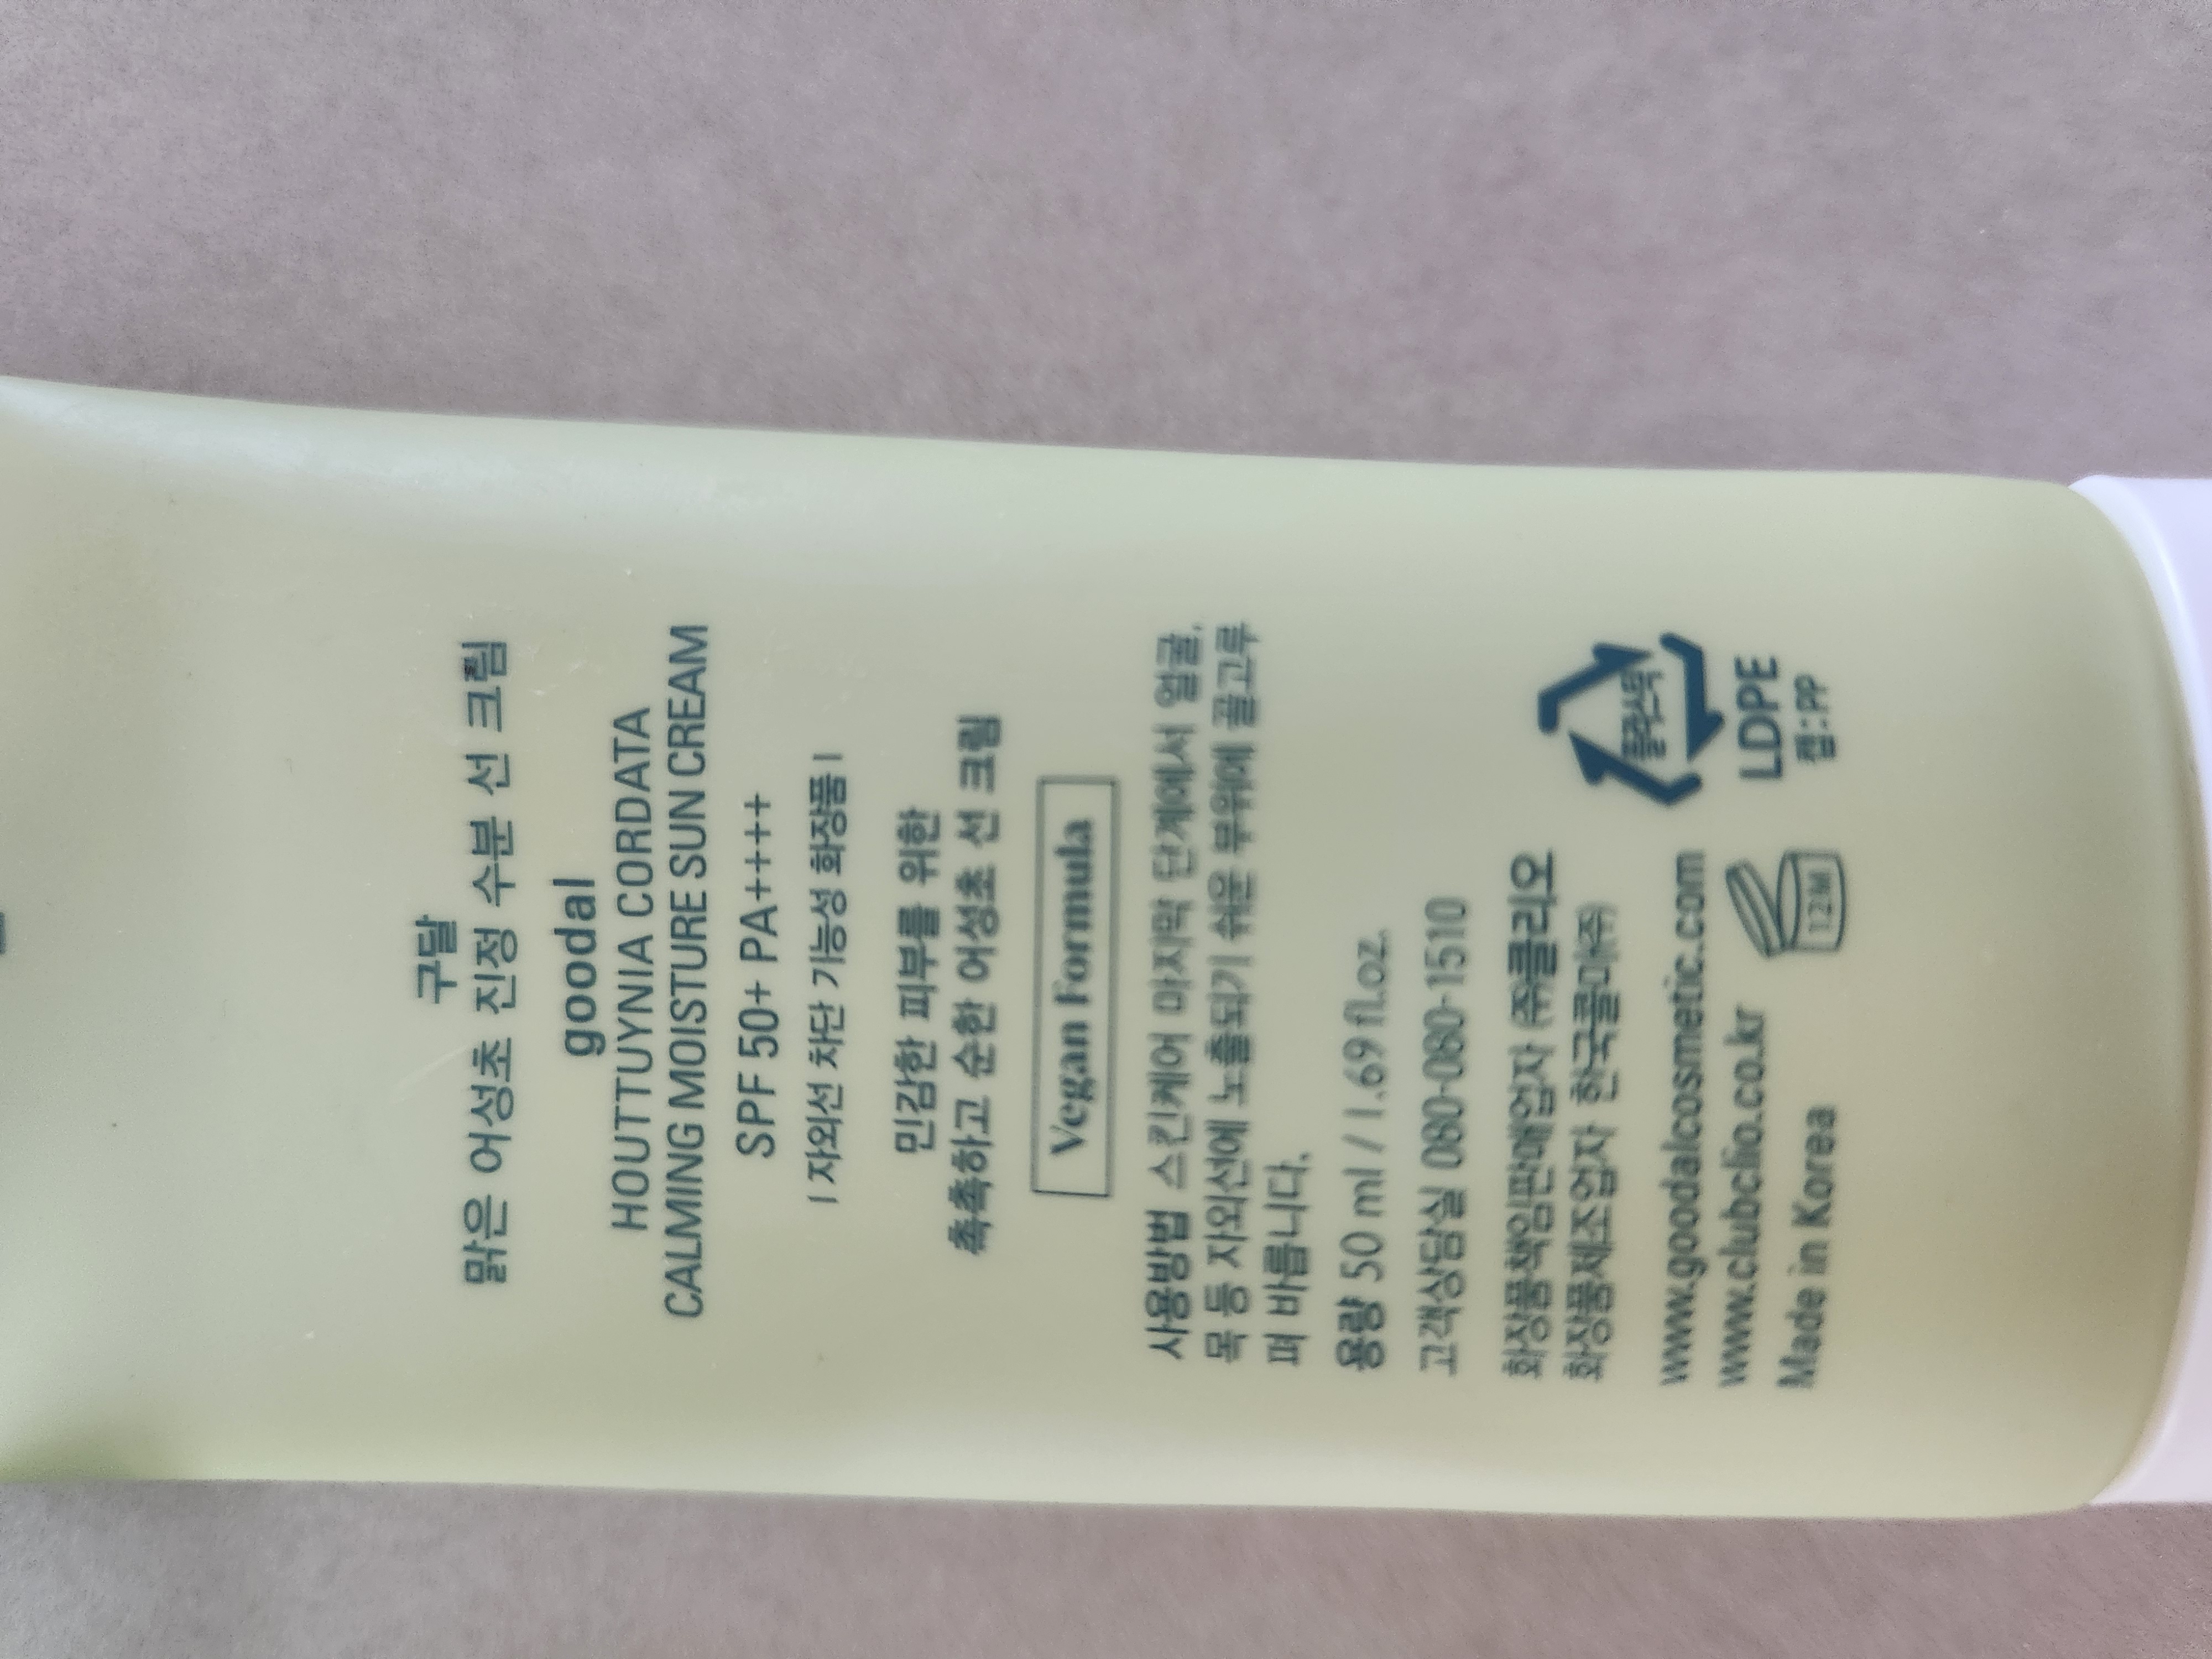 구달
맑은 어성초 진정 수분 선 크림
goodal
HOUTTUYNIA CORDATA
CALMING MOISTURE SUN CREAM
SPF 50+ PA++++
| 자외선 차단 기능성 화장품 |
민감한 피부를 위한
촉촉하고 순한 어성초 선 크림
Vegan Formula
사용방법 스킨케어 마지막 단계에서 얼굴,
목 등 자외선에 노출되기 쉬운 부위에 골고루
펴 바릅니다.
용량 50 ml / 1.69 fl.oz.
고객상담실 080-080-1510
화장품책임판매업자 ㈜클리오
화장품제조업자 한국콜마㈜
www.goodalcosmetic.com
www.clubclio.co.kr
Made in Korea
12M
플라스틱
LDPE
캡:PP